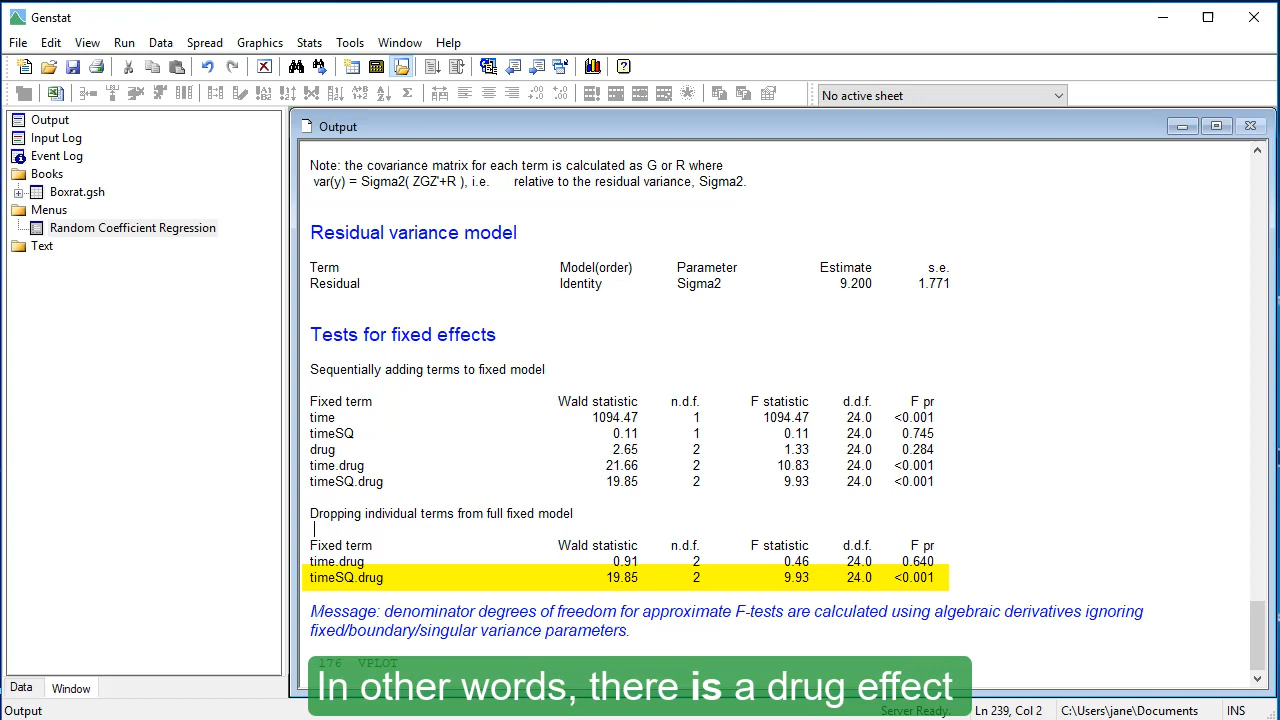 Genstat
File Edit View Run Data Spread Graphics Stats Tools Window Help
No active sheet
Output
Input Log
Event Log
Books
Boxrat.gsh
Menus
Random Coefficient Regression
Text
Data Window
Output
Note: the covariance matrix for each term is calculated as G or R where
var(y) = Sigma2( ZGZ'+R ), i.e. relative to the residual variance, Sigma2.
Residual variance model
Term Model(order) Parameter Estimate s.e.
Residual Identity Sigma2 9.200 1.771
Tests for fixed effects
Sequentially adding terms to fixed model
Fixed term Wald statistic n.d.f. F statistic d.d.f. F pr
time 1094.47 1 1094.47 24.0 <0.001
timeSQ 0.11 1 0.11 24.0 0.745
drug 2.65 2 1.33 24.0 0.284
time.drug 21.66 2 10.83 24.0 <0.001
timeSQ.drug 19.85 2 9.93 24.0 <0.001
Dropping individual terms from full fixed model
Fixed term Wald statistic n.d.f. F statistic d.d.f. F pr
time.drug 0.91 2 0.46 24.0 0.640
timeSQ.drug 19.85 2 9.93 24.0 <0.001
Message: denominator degrees of freedom for approximate F-tests are calculated using algebraic derivatives ignoring
fixed/boundary/singular variance parameters.
176 VPLOT
In other words, there is a drug effect
Start Server Ready. Ln 239, Col 2 C:\Users\jane\Documents INS